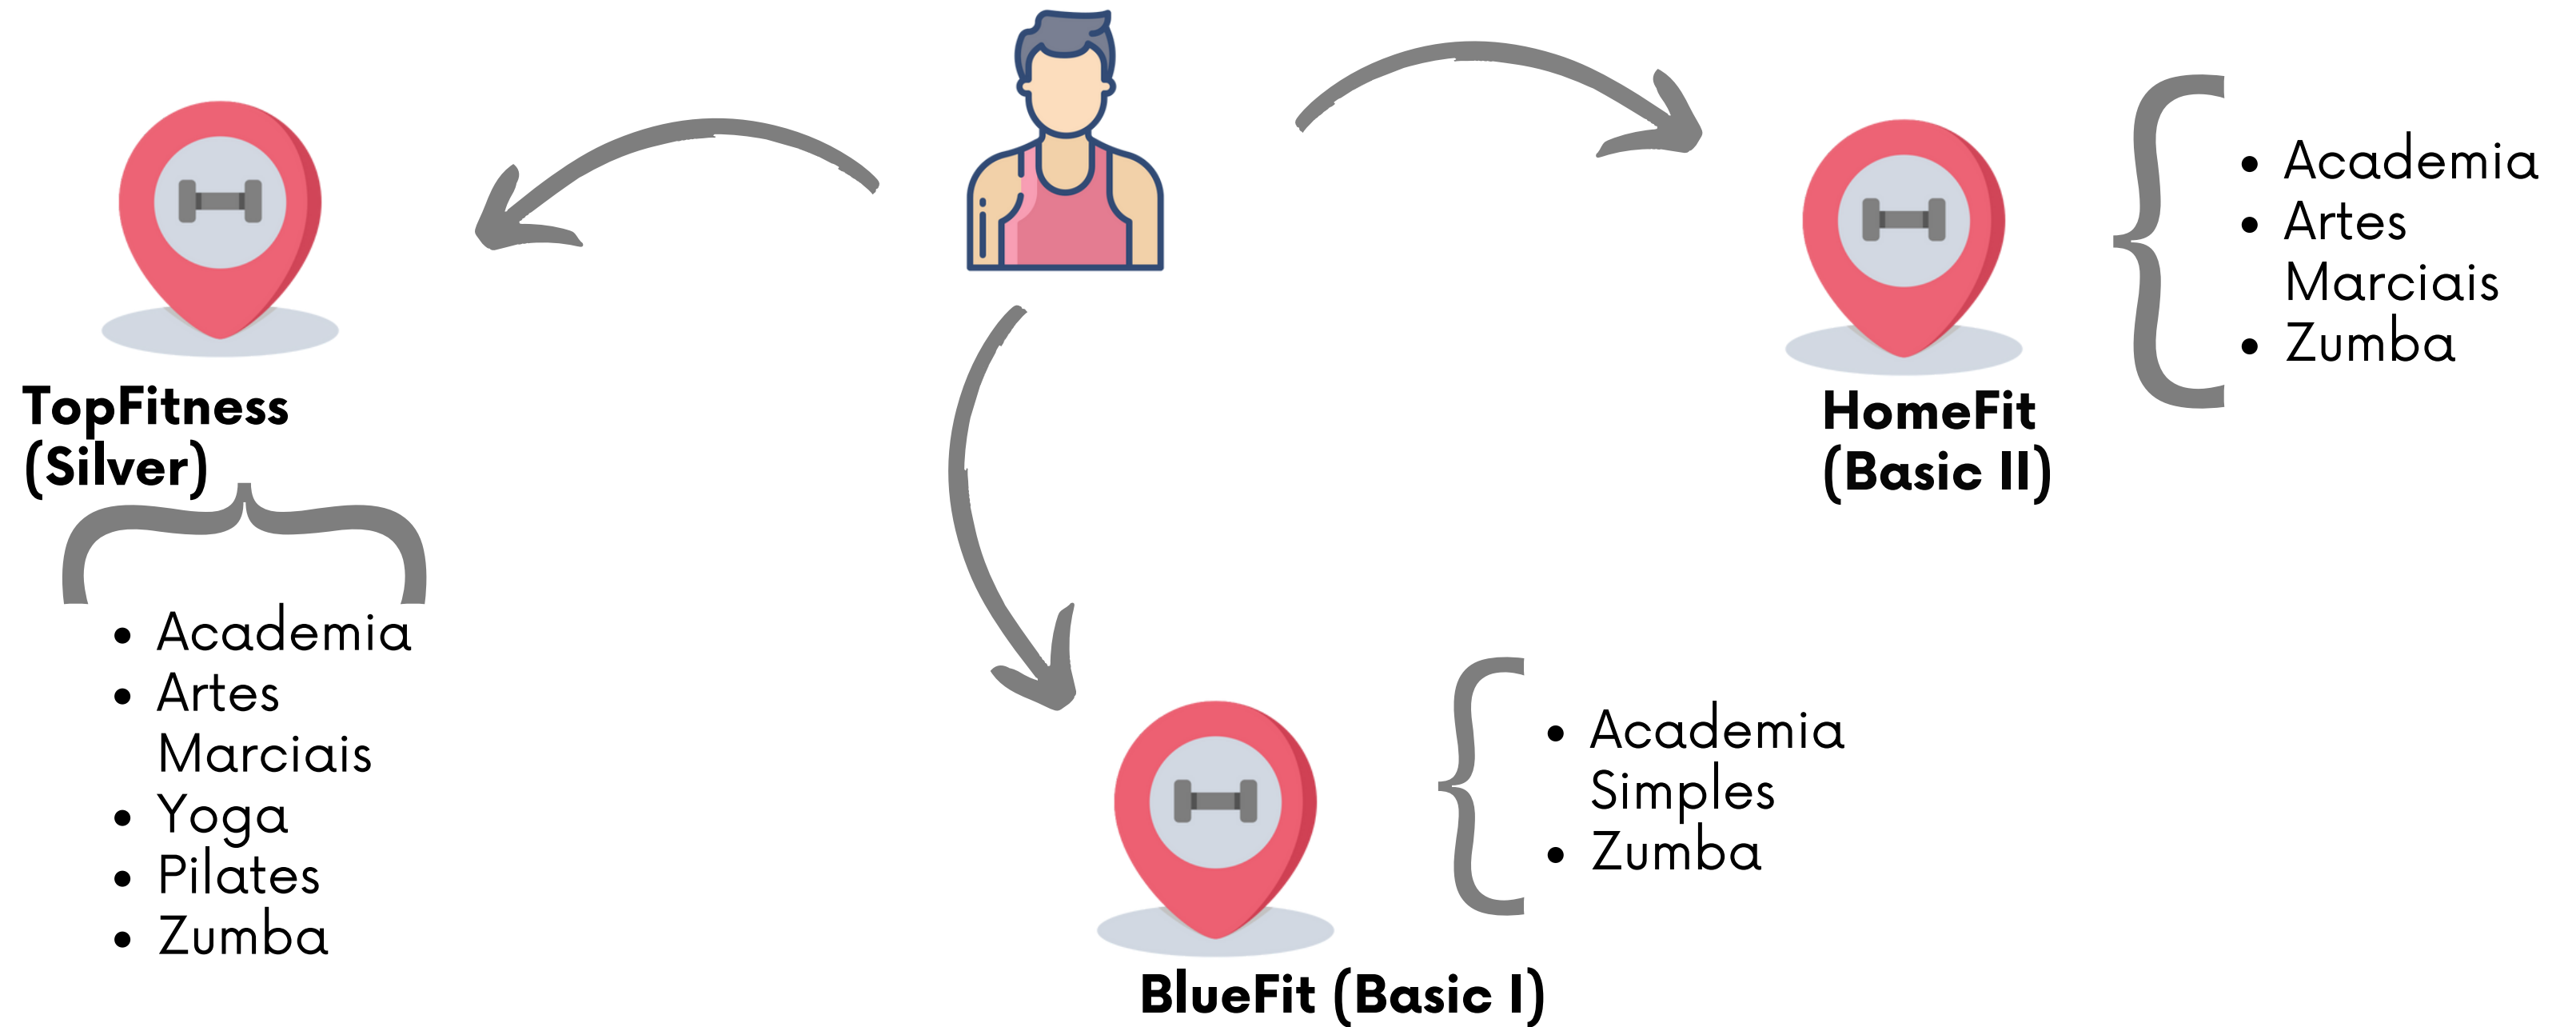 TopFitness
(Silver)
• Academia
• Artes
Marciais
• Yoga
• Pilates
• Zumba
HomeFit
(Basic II)
• Academia
• Artes
Marciais
• Zumba
BlueFit (Basic I)
• Academia
Simples
• Zumba